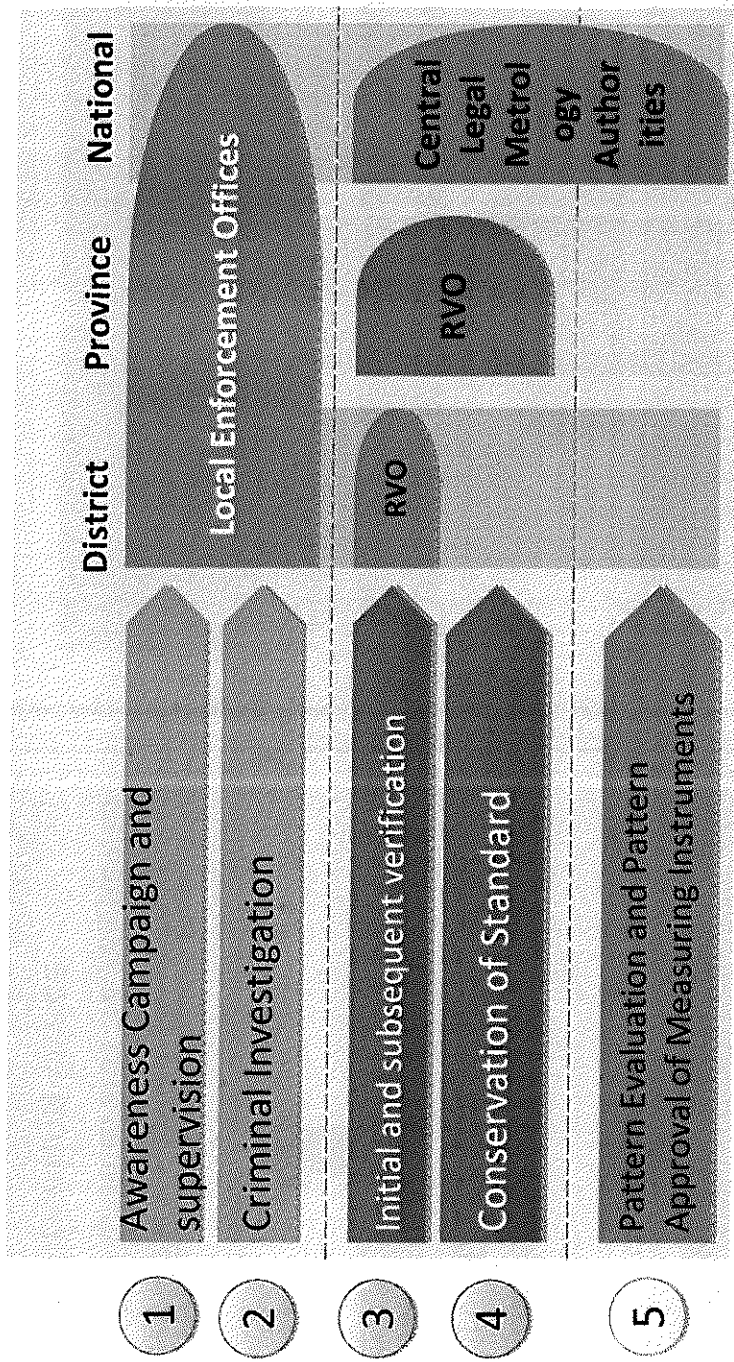 District
Province
National
1
Awareness Campaign and
supervision
2
Criminal Investigation
Local Enforcement Offices
3
Initial and subsequent verification
RVO
RVO
Central
Legal
Metrol
ogy
Author
ities
4
Conservation of Standard
5
Pattern Evaluation and Pattern
Approval of Measuring Instruments